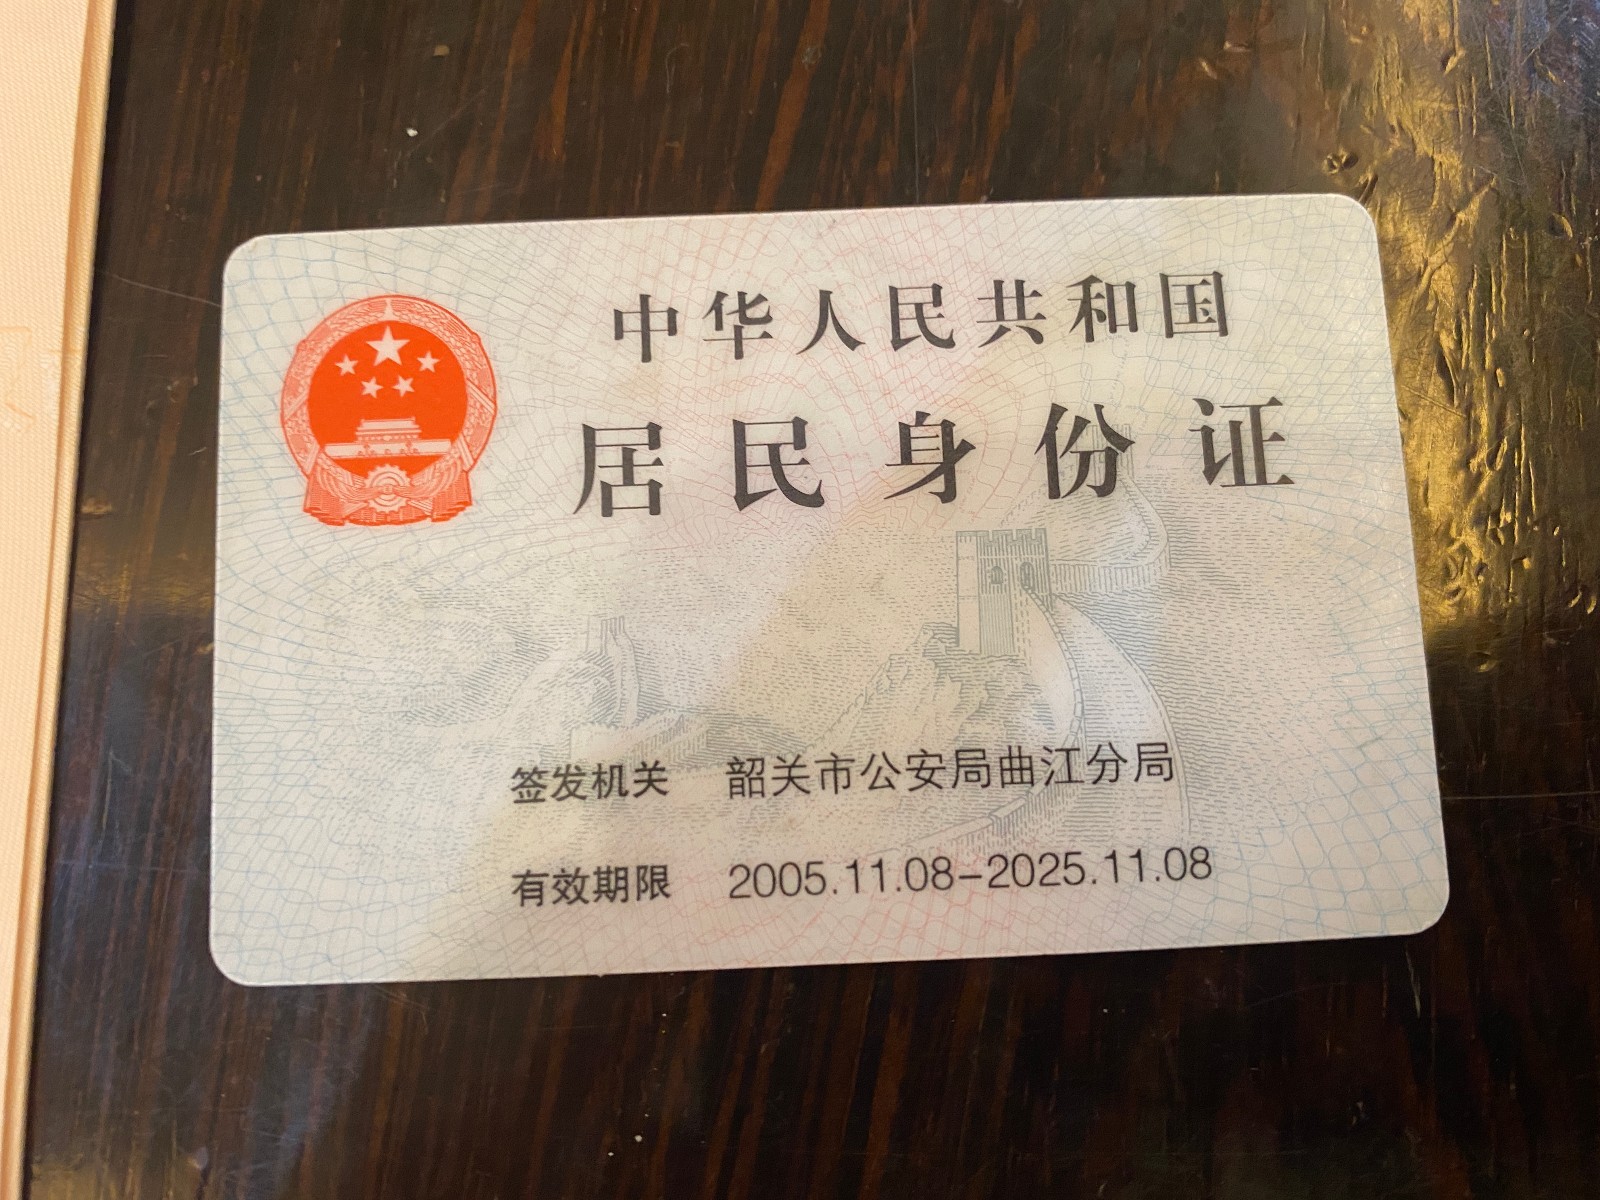 中华人民共和国
居民身份证
签发机关 韶关市公安局曲江分局
有效期限 2005.11.08-2025.11.08